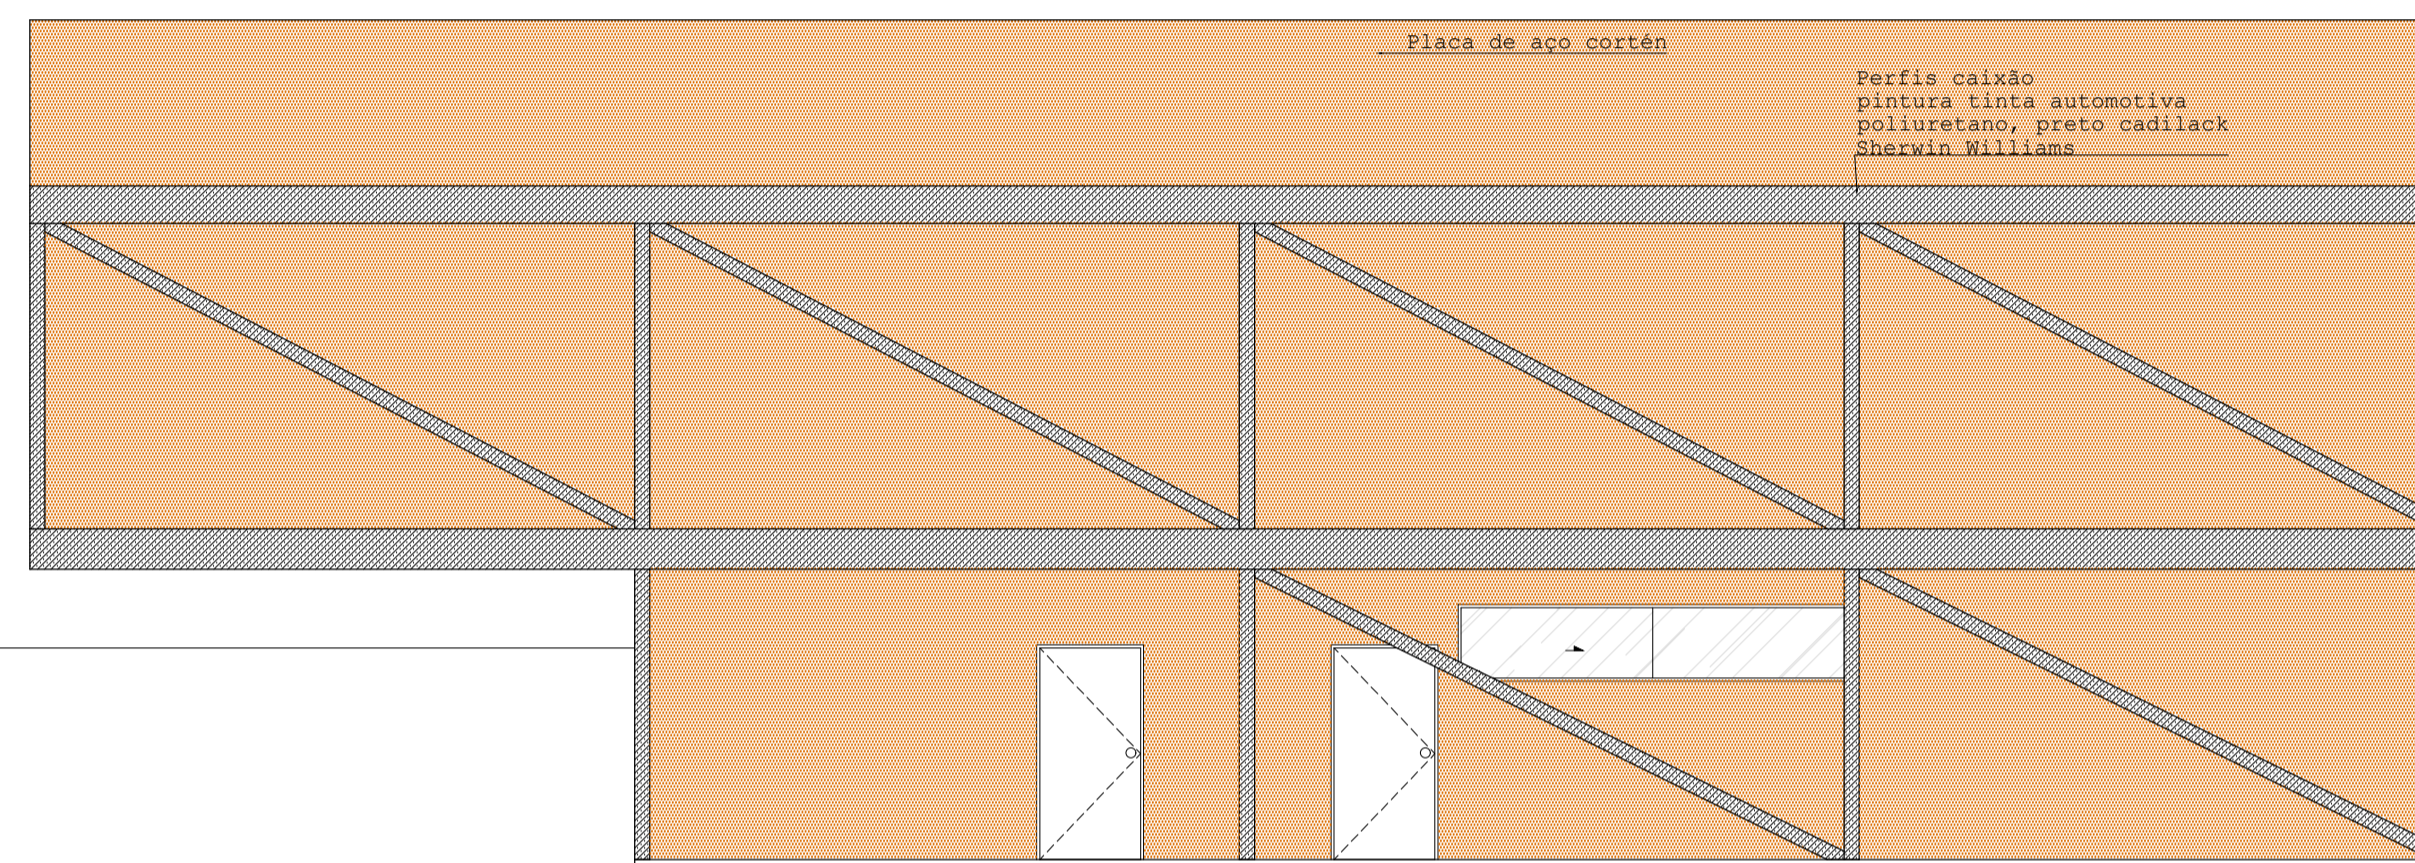 Placa de aço cortén
Perfis caixão
pintura tinta automotiva
poliuretano, preto cadilack
Sherwin Williams